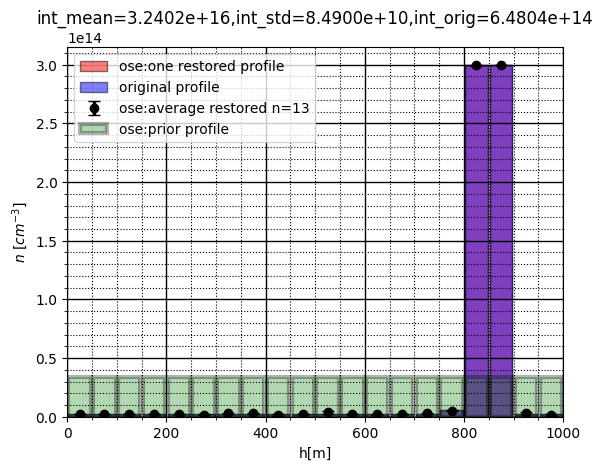 int_mean=3.2402e+16,int_std=8.4900e+10,int_orig=6.4804e+14
1e14
ose:one restored profile
original profile
ose:average restored n=13
ose:prior profile
3.0
2.5
2.0
1.5
1.0
0.5
0.0
n [cm⁻³]
0 200 400 600 800 1000
h[m]